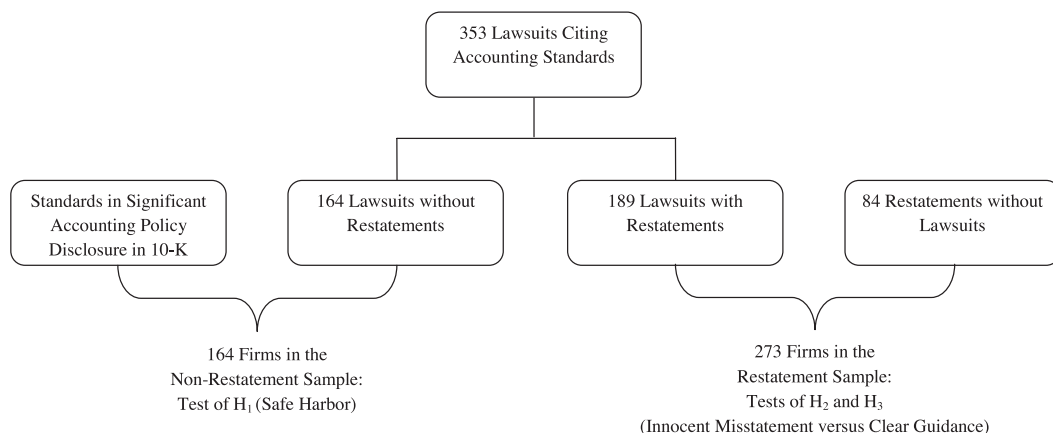 353 Lawsuits Citing
Accounting Standards
Standards in Significant
Accounting Policy
Disclosure in 10-K
164 Lawsuits without
Restatements
189 Lawsuits with
Restatements
84 Restatements without
Lawsuits
164 Firms in the
Non-Restatement Sample:
Test of H₁ (Safe Harbor)
273 Firms in the
Restatement Sample:
Tests of H₂ and H₃
(Innocent Misstatement versus Clear Guidance)